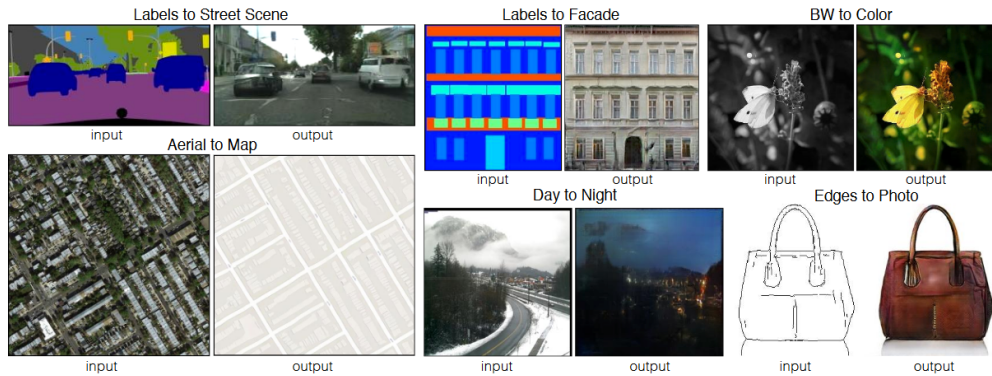 Labels to Street Scene
input
output
Aerial to Map
input
output
Labels to Facade
input
output
BW to Color
input
output
Day to Night
input
output
Edges to Photo
input
output